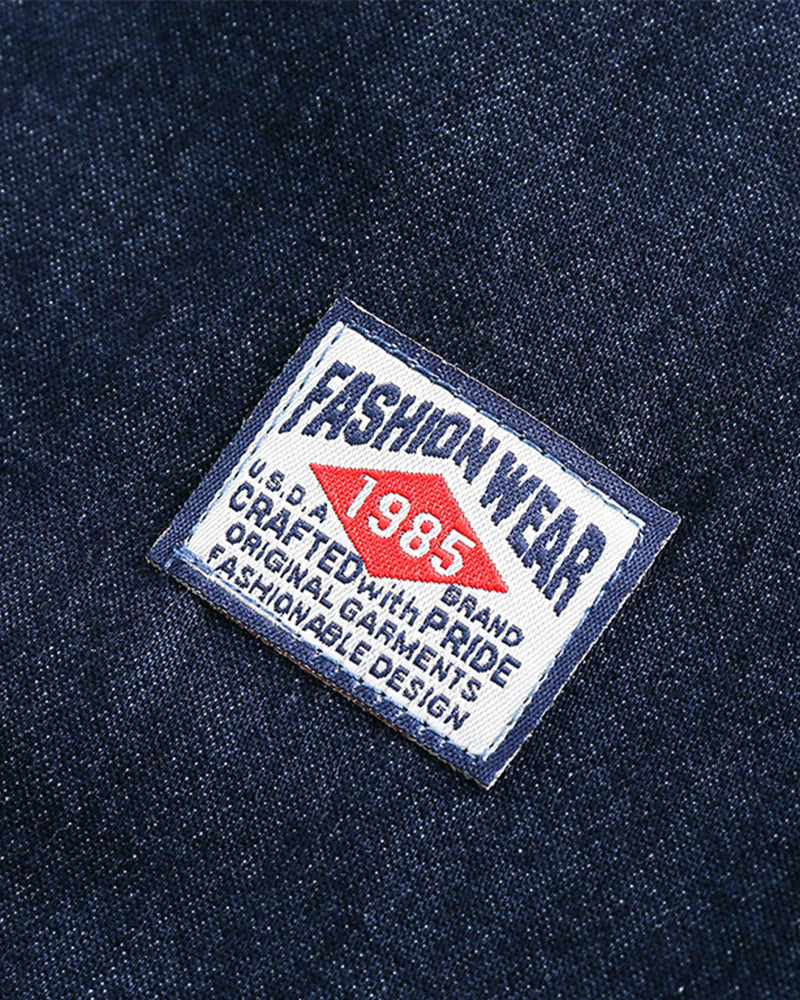 FASHION WEAR
1985
U.S.D.A BRAND
CRAFTED with PRIDE
ORIGINAL GARMENTS
FASHIONABLE DESIGN